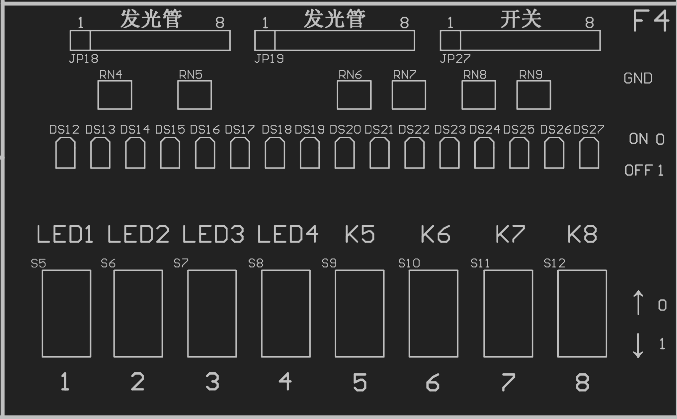 发光管 发光管 开关 F4
1 8 1 8 1 8
JP18 JP19 JP27
RN4 RN5 RN6 RN7 RN8 RN9
GND
DS12 DS13 DS14 DS15 DS16 DS17 DS18 DS19 DS20 DS21 DS22 DS23 DS24 DS25 DS26 DS27
ON 0
OFF 1
LED1 LED2 LED3 LED4 K5 K6 K7 K8
S5 S6 S7 S8 S9 S10 S11 S12
↑ 0
↓ 1
1 2 3 4 5 6 7 8